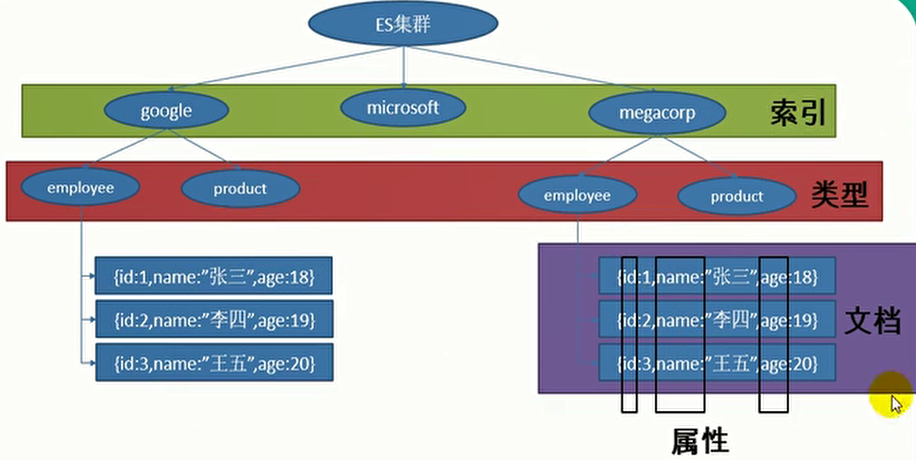 ES集群
google
microsoft
megacorp
索引
employee
product
employee
product
类型
{id:1,name:”张三”,age:18}
{id:2,name:”李四”,age:19}
{id:3,name:”王五”,age:20}
{id:1,name:”张三”,age:18}
{id:2,name:”李四”,age:19}
{id:3,name:”王五”,age:20}
文档
属性